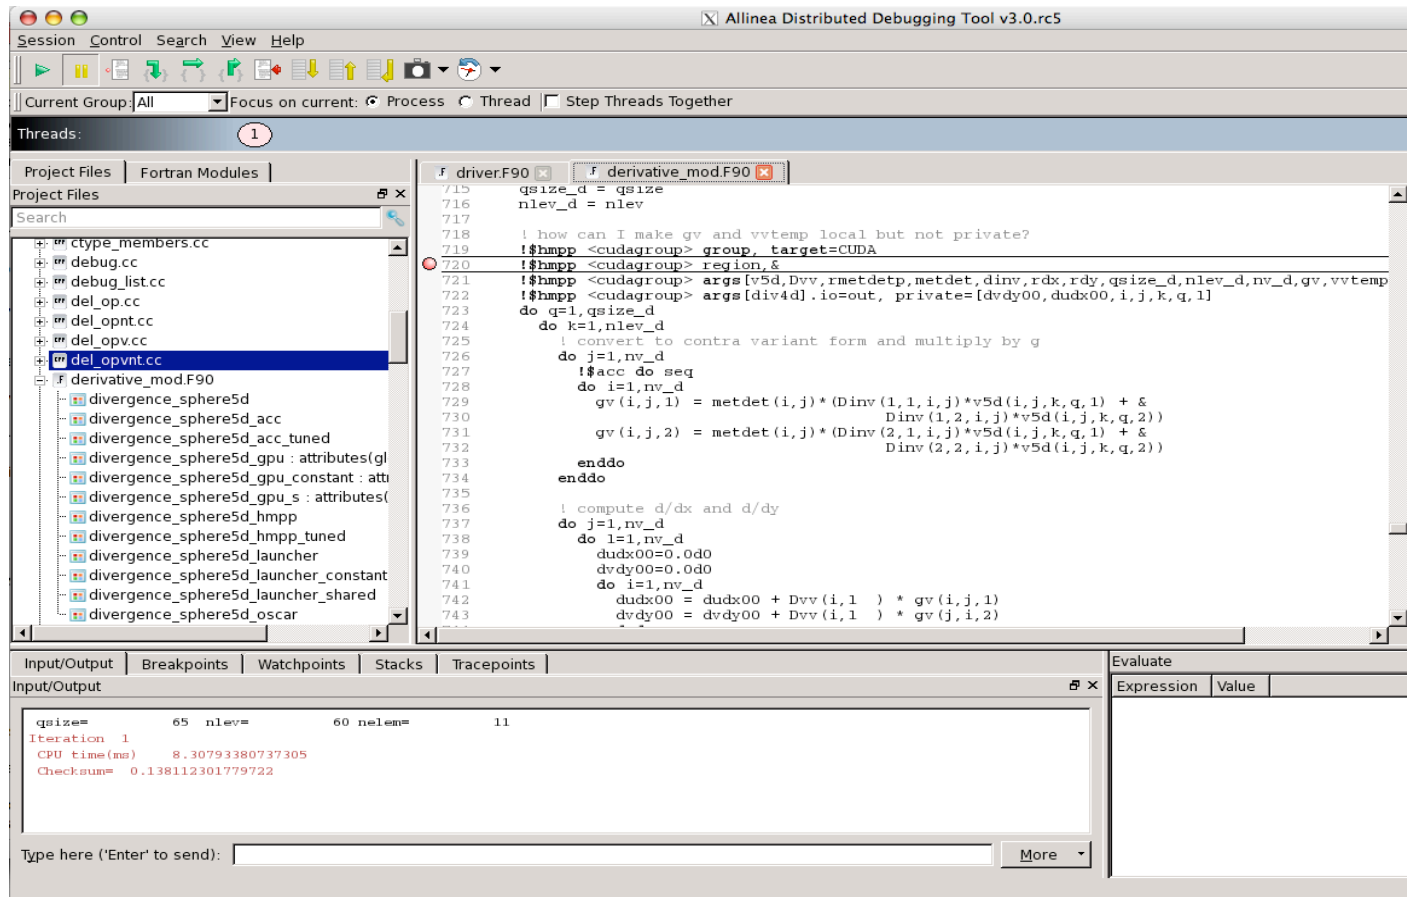 Allinea Distributed Debugging Tool v3.0.rc5
Session Control Search View Help
Current Group: All Focus on current: Process Thread Step Threads Together
Threads: 1
Project Files Fortran Modules
Project Files
Search
ctype_members.cc
debug.cc
debug_list.cc
del_op.cc
del_opnt.cc
del_opv.cc
del_opvnt.cc
derivative_mod.F90
divergence_sphere5d
divergence_sphere5d_acc
divergence_sphere5d_acc_tuned
divergence_sphere5d_gpu : attributes(gl
divergence_sphere5d_gpu_constant : attr
divergence_sphere5d_gpu_s : attributes(
divergence_sphere5d_hmpp
divergence_sphere5d_hmpp_tuned
divergence_sphere5d_launcher
divergence_sphere5d_launcher_constant
divergence_sphere5d_launcher_shared
divergence_sphere5d_oscar
driver.F90 derivative_mod.F90
715 qsize_d = qsize
716 nlev_d = nlev
717
718 ! how can I make gv and vvtemp local but not private?
719 !$hmpp <cudagroup> group, target=CUDA
720 !$hmpp <cudagroup> region,&
721 !$hmpp <cudagroup> args[v5d,Dvv,rmetdetp,metdet,dinv,rdx,rdy,qsize_d,nlev_d,nv_d,gv,vvtemp
722 !$hmpp <cudagroup> args[div4d].io=out, private=[dvdy00,dudx00,i,j,k,q,l]
723 do q=1,qsize_d
724 do k=1,nlev_d
725 ! convert to contra variant form and multiply by g
726 do j=1,nv_d
727 !$acc do seq
728 do i=1,nv_d
729 gv(i,j,1) = metdet(i,j)*(Dinv(1,1,i,j)*v5d(i,j,k,q,1) + &
730 Dinv(1,2,i,j)*v5d(i,j,k,q,2))
731 gv(i,j,2) = metdet(i,j)*(Dinv(2,1,i,j)*v5d(i,j,k,q,1) + &
732 Dinv(2,2,i,j)*v5d(i,j,k,q,2))
733 enddo
734 enddo
735
736 ! compute d/dx and d/dy
737 do j=1,nv_d
738 do l=1,nv_d
739 dudx00=0.0d0
740 dvdy00=0.0d0
741 do i=1,nv_d
742 dudx00 = dudx00 + Dvv(i,l ) * gv(i,j,1)
743 dvdy00 = dvdy00 + Dvv(i,l ) * gv(j,i,2)
Input/Output Breakpoints Watchpoints Stacks Tracepoints
Input/Output
qsize= 65 nlev= 60 nelem= 11
Iteration 1
CPU time(ms) 8.30793380737305
Checksum= 0.138112301779722
Type here ('Enter' to send): More
Evaluate
Expression Value